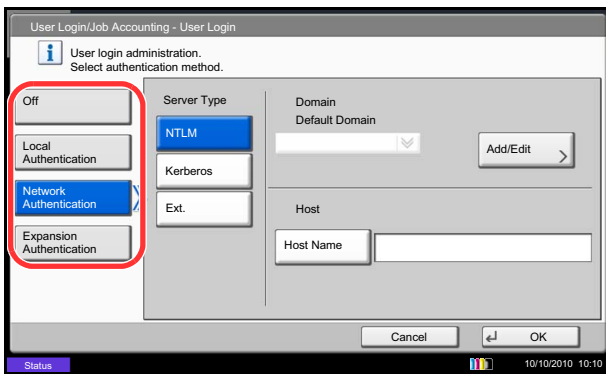 User Login/Job Accounting - User Login
i
User login administration.
Select authentication method.
Off
Local
Authentication
Network
Authentication
Expansion
Authentication
Server Type
NTLM
Kerberos
Ext.
Domain
Default Domain
Add/Edit
Host
Host Name
Cancel
OK
Status
10/10/2010 10:10